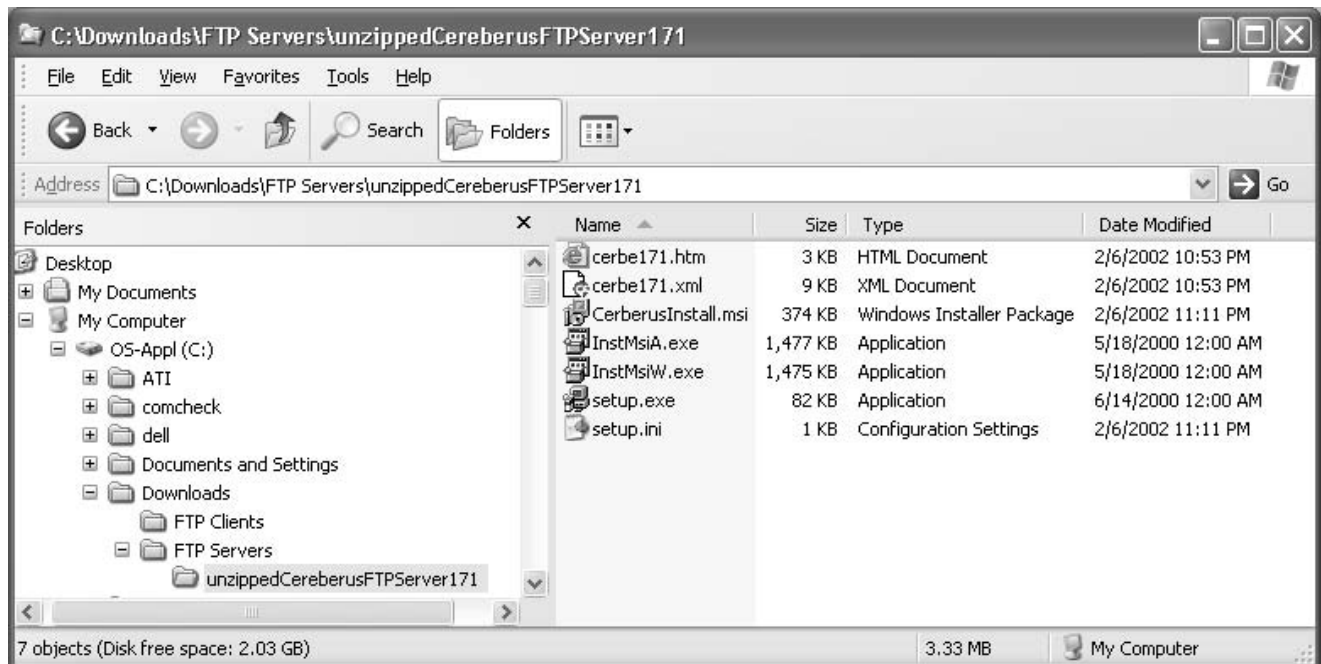 C:\Downloads\FTP Servers\unzippedCereberusFTPServer171
File Edit View Favorites Tools Help
Back Search Folders
Address C:\Downloads\FTP Servers\unzippedCereberusFTPServer171 Go
Folders
Desktop
My Documents
My Computer
OS-Appl (C:)
ATI
comcheck
dell
Documents and Settings
Downloads
FTP Clients
FTP Servers
unzippedCereberusFTPServer171
Name Size Type Date Modified
cerbe171.htm 3 KB HTML Document 2/6/2002 10:53 PM
cerbe171.xml 9 KB XML Document 2/6/2002 10:53 PM
CerberusInstall.msi 374 KB Windows Installer Package 2/6/2002 11:11 PM
InstMsiA.exe 1,477 KB Application 5/18/2000 12:00 AM
InstMsiW.exe 1,475 KB Application 5/18/2000 12:00 AM
setup.exe 82 KB Application 6/14/2000 12:00 AM
setup.ini 1 KB Configuration Settings 2/6/2002 11:11 PM
7 objects (Disk free space: 2.03 GB) 3.33 MB My Computer